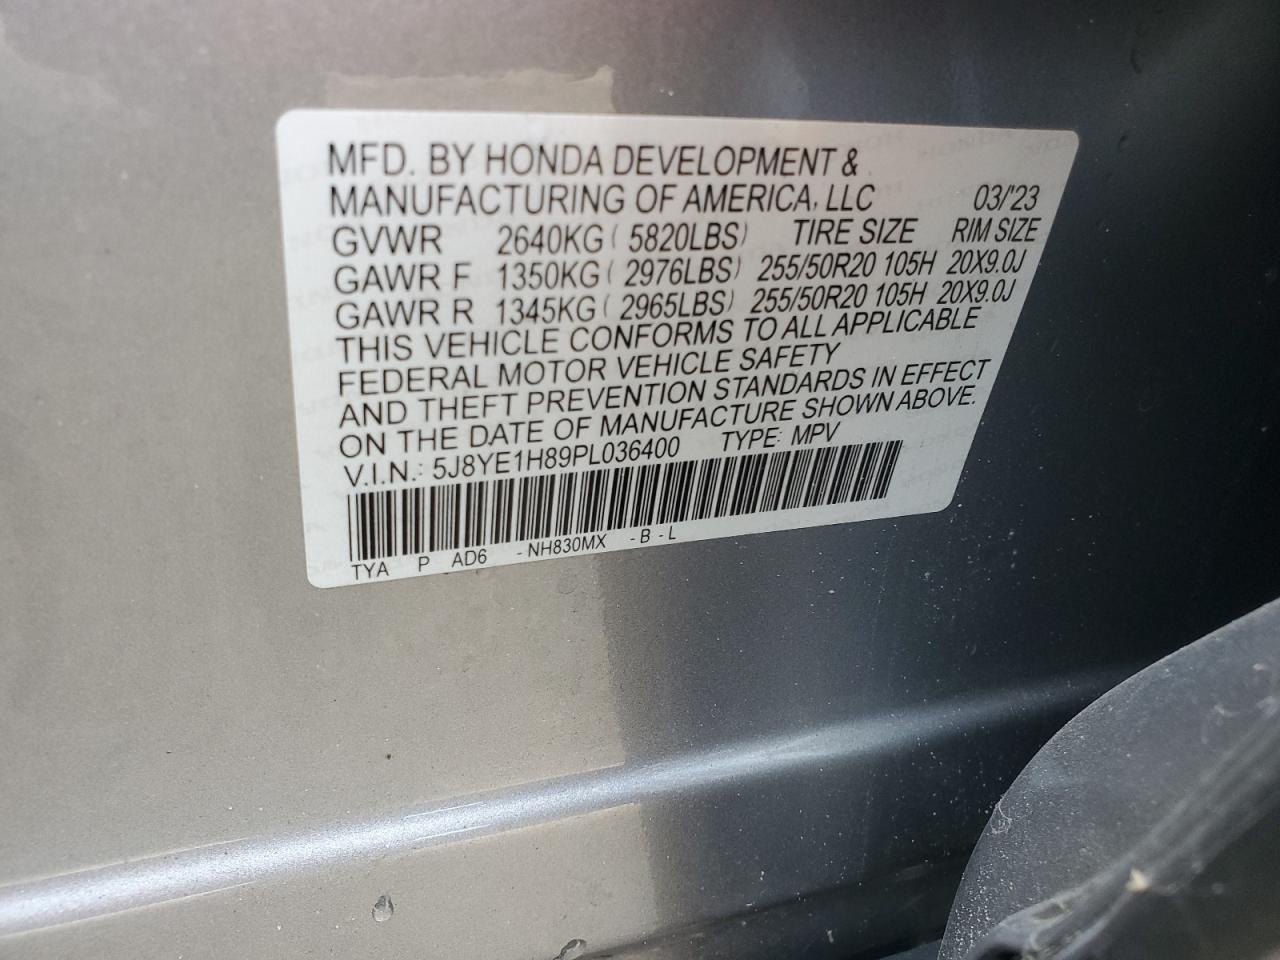 MFD. BY HONDA DEVELOPMENT &
MANUFACTURING OF AMERICA, LLC 03/'23
GVWR 2640KG ( 5820LBS) TIRE SIZE RIM SIZE
GAWR F 1350KG ( 2976LBS) 255/50R20 105H 20X9.0J
GAWR R 1345KG ( 2965LBS) 255/50R20 105H 20X9.0J
THIS VEHICLE CONFORMS TO ALL APPLICABLE
FEDERAL MOTOR VEHICLE SAFETY
AND THEFT PREVENTION STANDARDS IN EFFECT
ON THE DATE OF MANUFACTURE SHOWN ABOVE.
V.I.N.: 5J8YE1H89PL036400 TYPE: MPV
TYA P AD6 - NH830MX - B - L